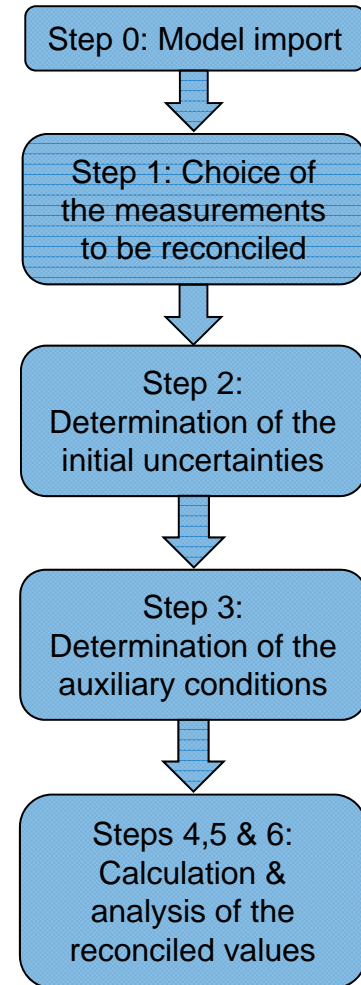 Step 0: Model import
Step 1: Choice of
the measurements
to be reconciled
Step 2:
Determination of the
initial uncertainties
Step 3:
Determination of the
auxiliary conditions
Steps 4,5 & 6:
Calculation &
analysis of the
reconciled values